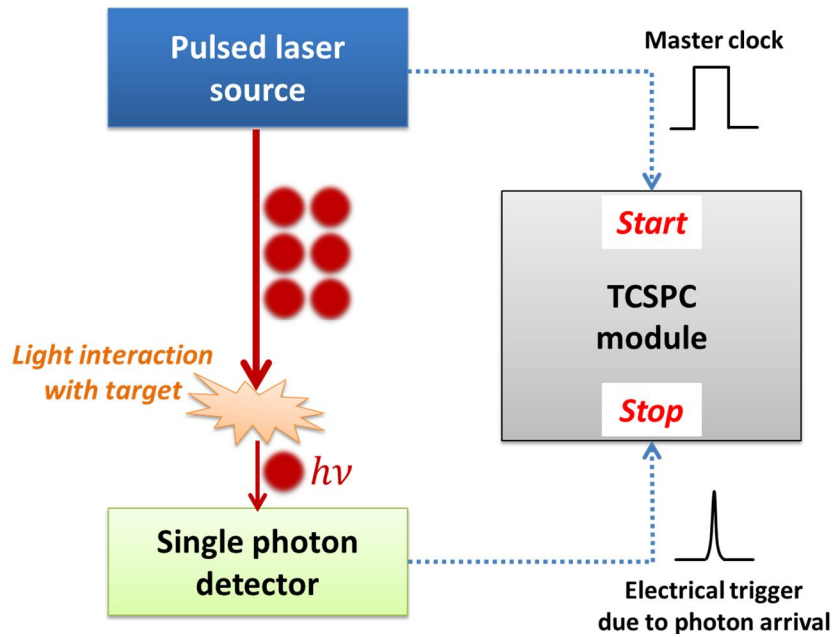 Pulsed laser
source
Master clock
Start
TCSPC
module
Light interaction
with target
Stop
hν
Single photon
detector
Electrical trigger
due to photon arrival